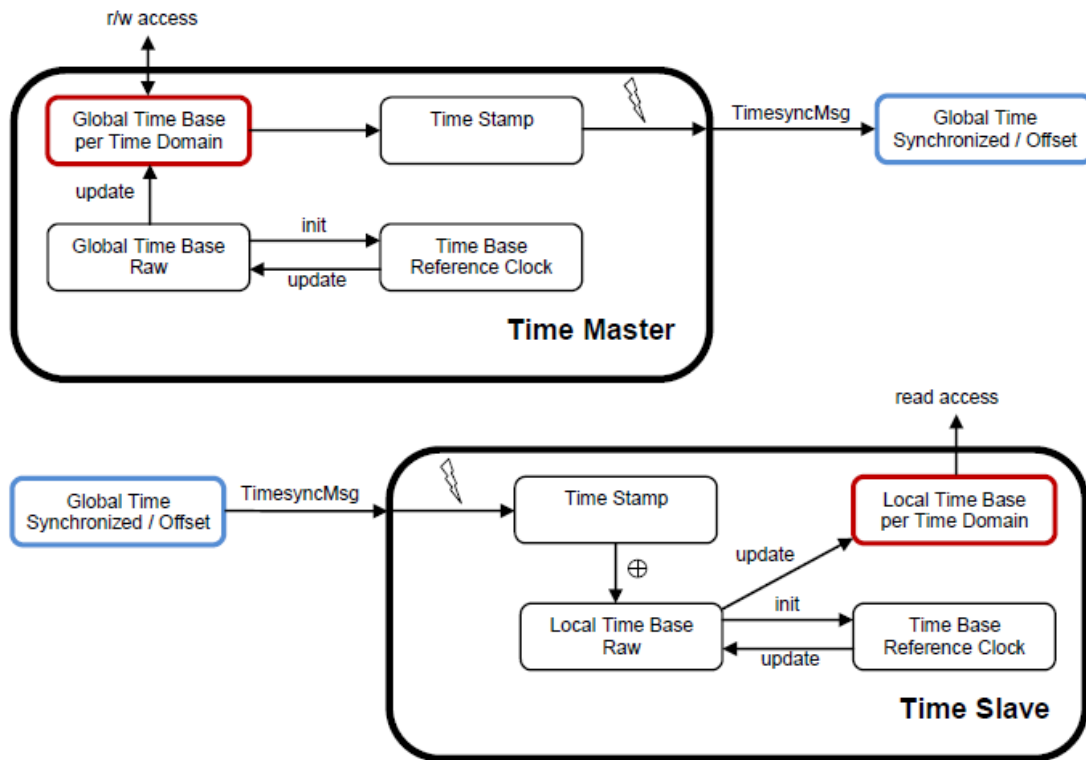 r/w access
Global Time Base
per Time Domain
Time Stamp
TimesyncMsg
Global Time
Synchronized / Offset
update
Global Time Base
Raw
init
update
Time Base
Reference Clock
Time Master
read access
Global Time
Synchronized / Offset
TimesyncMsg
Time Stamp
Local Time Base
per Time Domain
update
Local Time Base
Raw
init
update
Time Base
Reference Clock
Time Slave